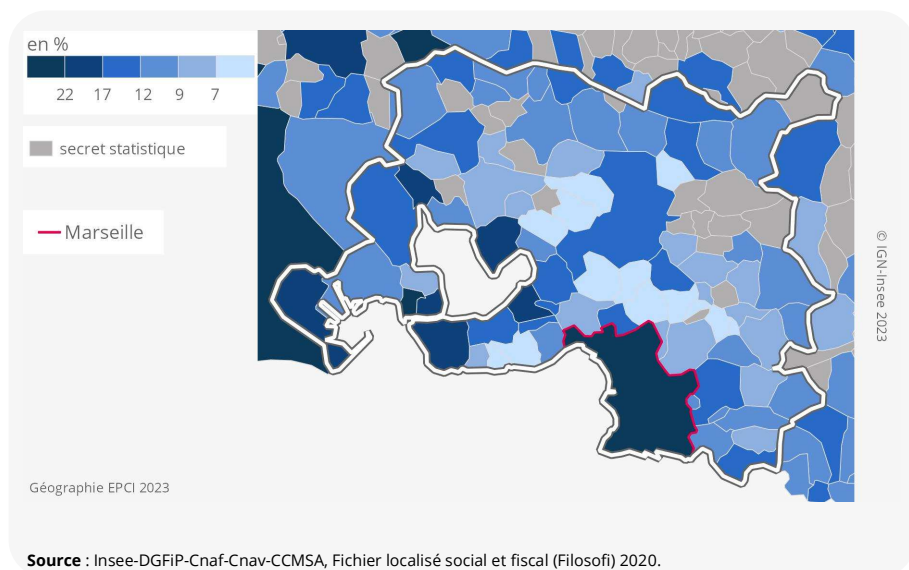 en %
22 17 12 9 7
secret statistique
Marseille
© IGN-Insee 2023
Géographie EPCI 2023
Source : Insee-DGFiP-Cnaf-Cnav-CCMSA, Fichier localisé social et fiscal (Filosofi) 2020.